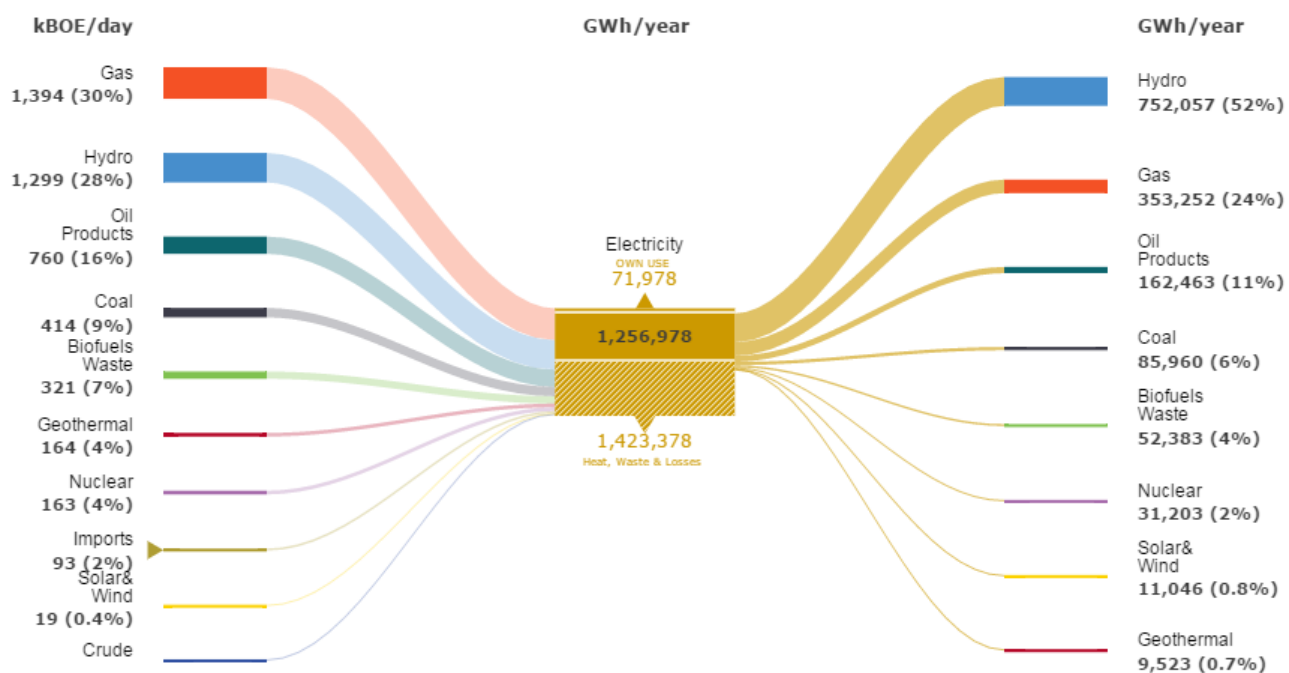 kBOE/day
GWh/year
GWh/year
Gas
1,394 (30%)
Hydro
1,299 (28%)
Oil
Products
760 (16%)
Coal
414 (9%)
Biofuels
Waste
321 (7%)
Geothermal
164 (4%)
Nuclear
163 (4%)
Imports
93 (2%)
Solar&
Wind
19 (0.4%)
Crude
Electricity
OWN USE
71,978
1,256,978
1,423,378
Heat, Waste & Losses
Hydro
752,057 (52%)
Gas
353,252 (24%)
Oil
Products
162,463 (11%)
Coal
85,960 (6%)
Biofuels
Waste
52,383 (4%)
Nuclear
31,203 (2%)
Solar&
Wind
11,046 (0.8%)
Geothermal
9,523 (0.7%)